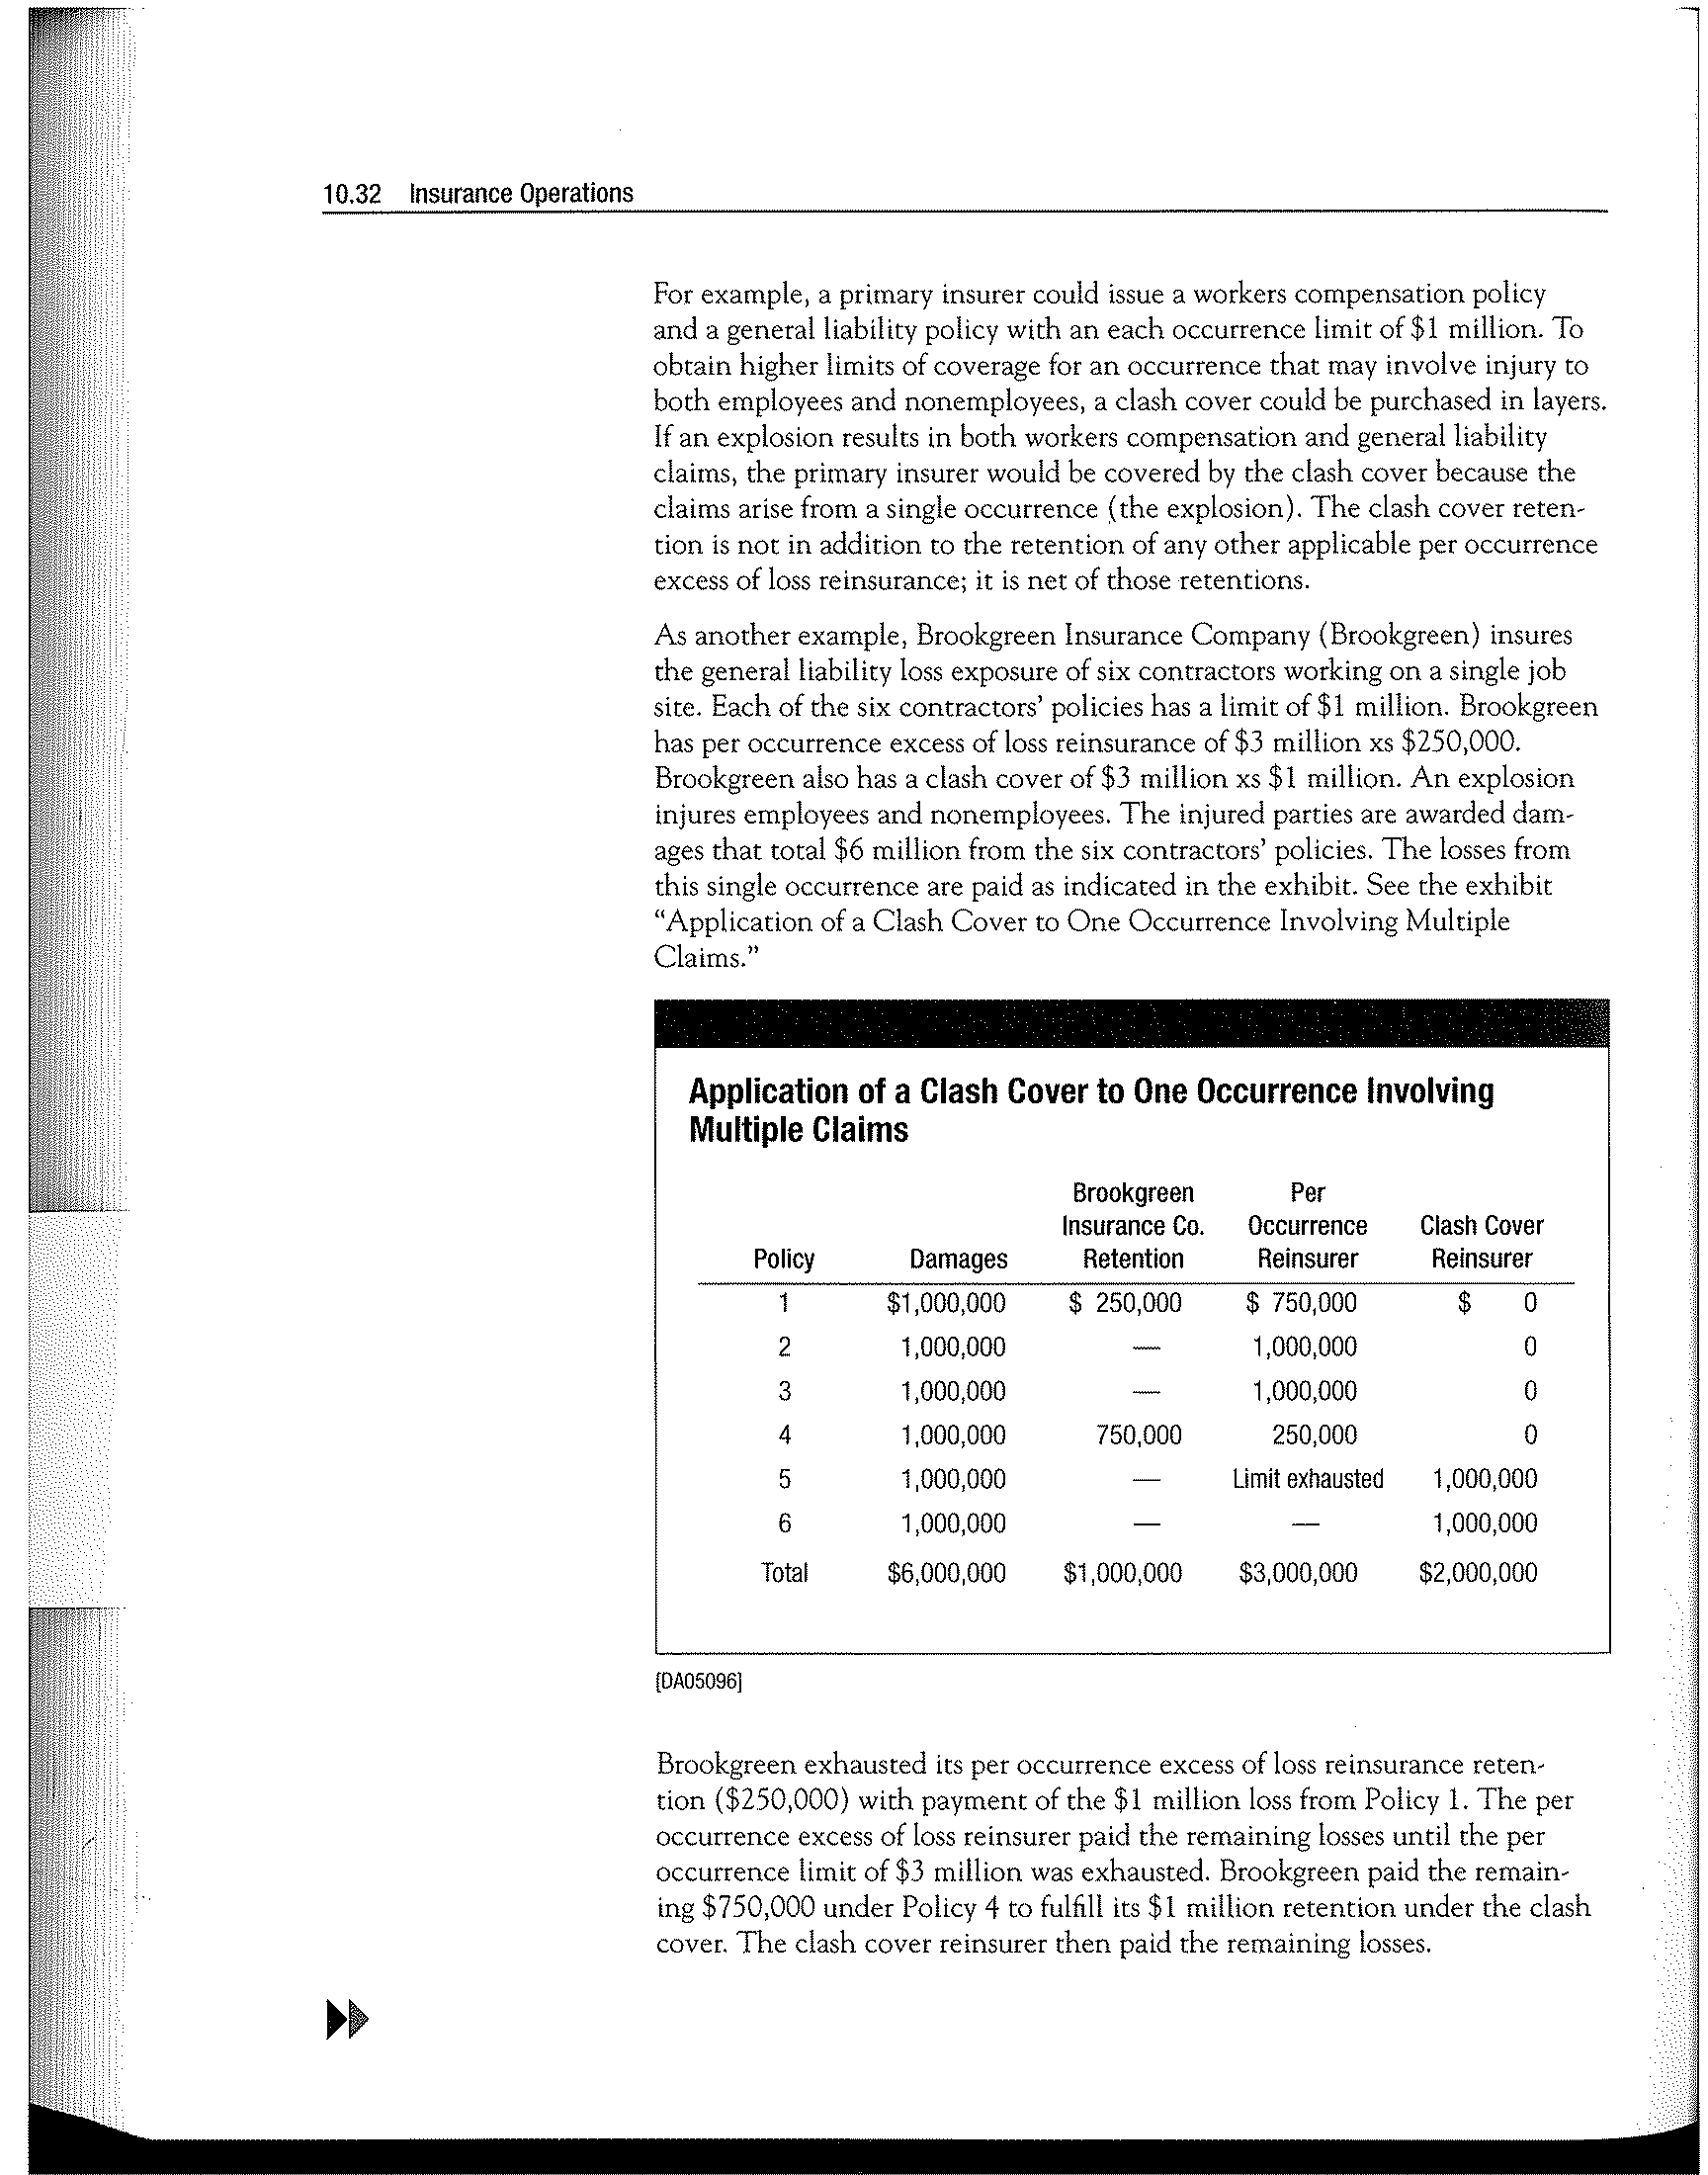 10.32 Insurance Operations
For example, a primary insurer could issue a workers compensation policy
and a general liability policy with an each occurrence limit of $1 million. To
obtain higher limits of coverage for an occurrence that may involve injury to
both employees and nonemployees, a clash cover could be purchased in layers.
If an explosion results in both workers compensation and general liability
claims, the primary insurer would be covered by the clash cover because the
claims arise from a single occurrence (the explosion). The clash cover reten-
tion is not in addition to the retention of any other applicable per occurrence
excess of loss reinsurance; it is net of those retentions.
As another example, Brookgreen Insurance Company (Brookgreen) insures
the general liability loss exposure of six contractors working on a single job
site. Each of the six contractors' policies has a limit of $1 million. Brookgreen
has per occurrence excess of loss reinsurance of $3 million xs $250,000.
Brookgreen also has a clash cover of $3 million xs $1 million. An explosion
injures employees and nonemployees. The injured parties are awarded dam-
ages that total $6 million from the six contractors' policies. The losses from
this single occurrence are paid as indicated in the exhibit. See the exhibit
"Application of a Clash Cover to One Occurrence Involving Multiple
Claims."
Application of a Clash Cover to One Occurrence Involving
Multiple Claims
Brookgreen Per
Insurance Co. Occurrence Clash Cover
Policy Damages Retention Reinsurer Reinsurer
1 $1,000,000 $ 250,000 $ 750,000 $ 0
2 1,000,000 — 1,000,000 0
3 1,000,000 — 1,000,000 0
4 1,000,000 750,000 250,000 0
5 1,000,000 — Limit exhausted 1,000,000
6 1,000,000 — — 1,000,000
Total $6,000,000 $1,000,000 $3,000,000 $2,000,000
[DA05096]
Brookgreen exhausted its per occurrence excess of loss reinsurance reten-
tion ($250,000) with payment of the $1 million loss from Policy 1. The per
occurrence excess of loss reinsurer paid the remaining losses until the per
occurrence limit of $3 million was exhausted. Brookgreen paid the remain-
ing $750,000 under Policy 4 to fulfill its $1 million retention under the clash
cover. The clash cover reinsurer then paid the remaining losses.